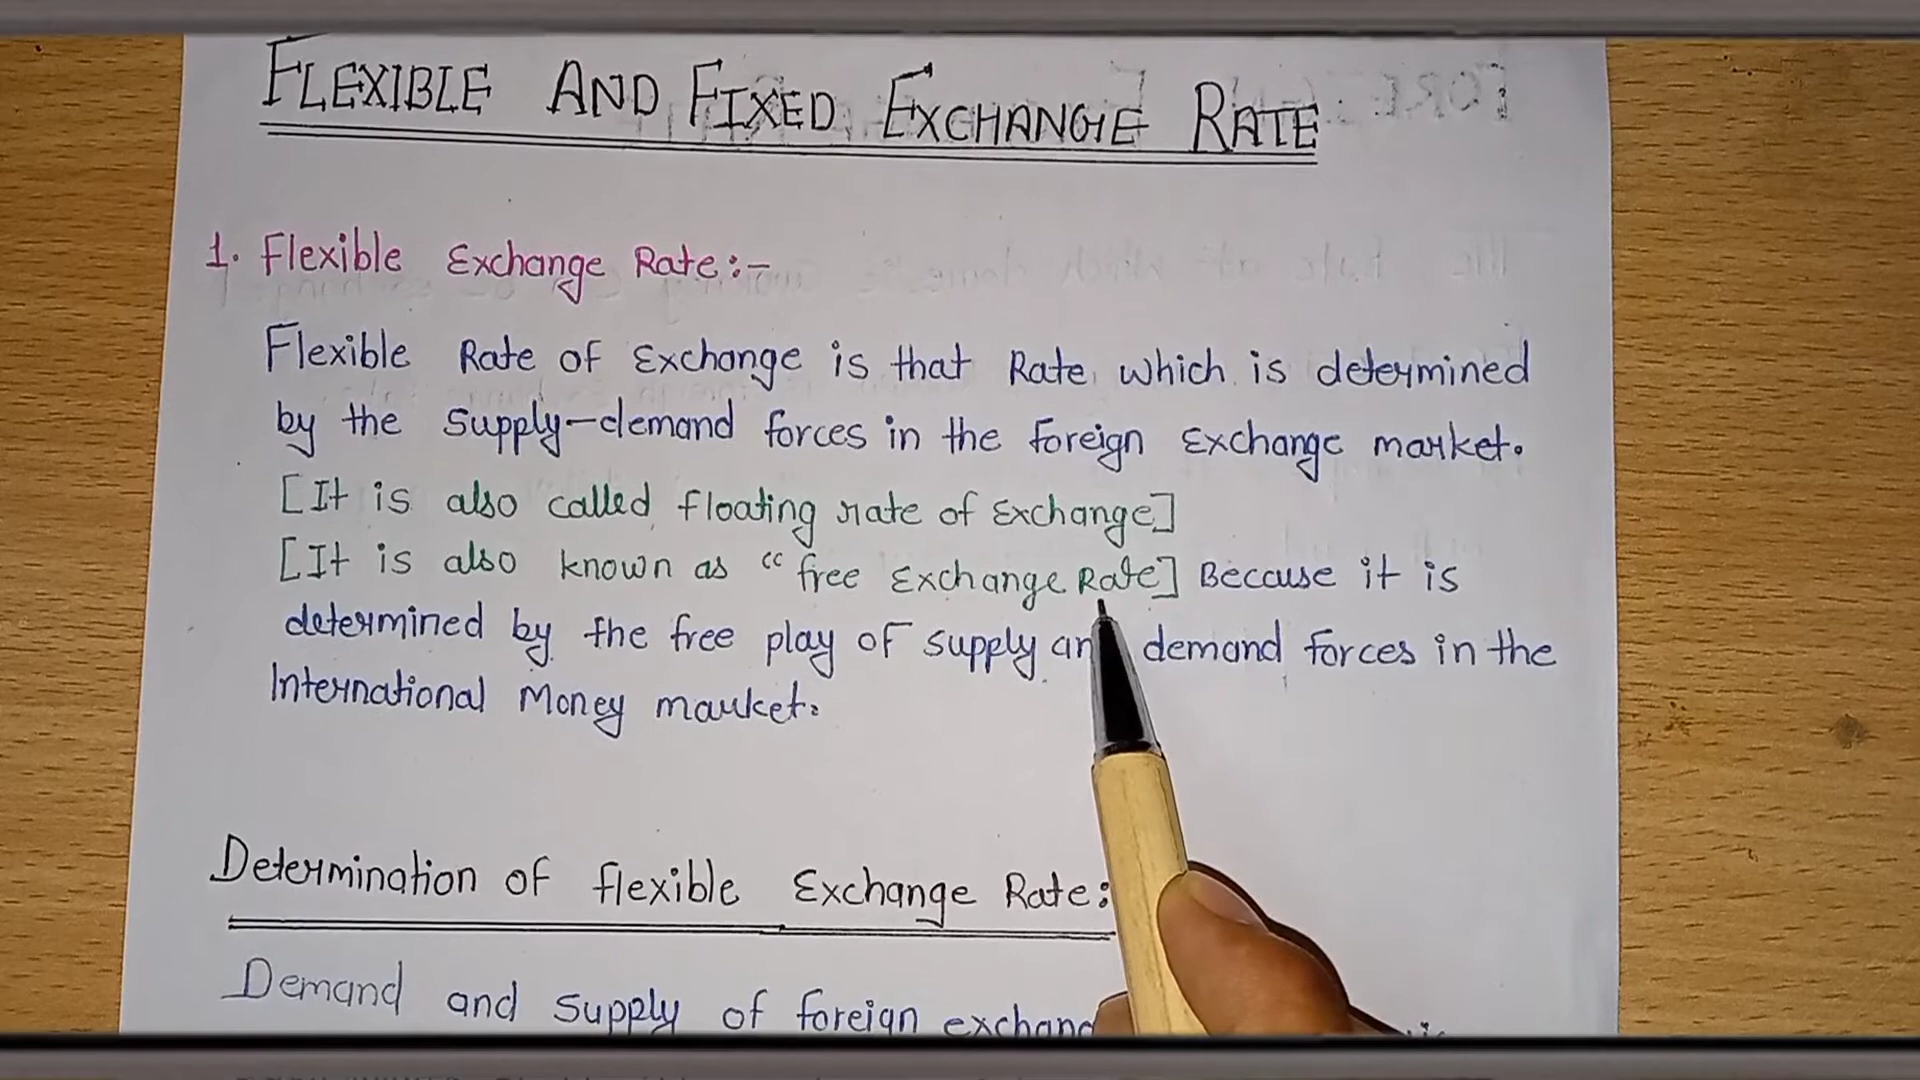 FLEXIBLE AND FIXED EXCHANGE RATE
1. Flexible Exchange Rate:-
Flexible Rate of Exchange is that Rate which is determined
by the supply-demand forces in the foreign Exchange market.
[It is also called floating rate of Exchange]
[It is also known as “free Exchange Rate] Because it is
determined by the free play of supply an demand forces in the
International Money market.
Determination of flexible Exchange Rate:
Demand and supply of foreign exchang